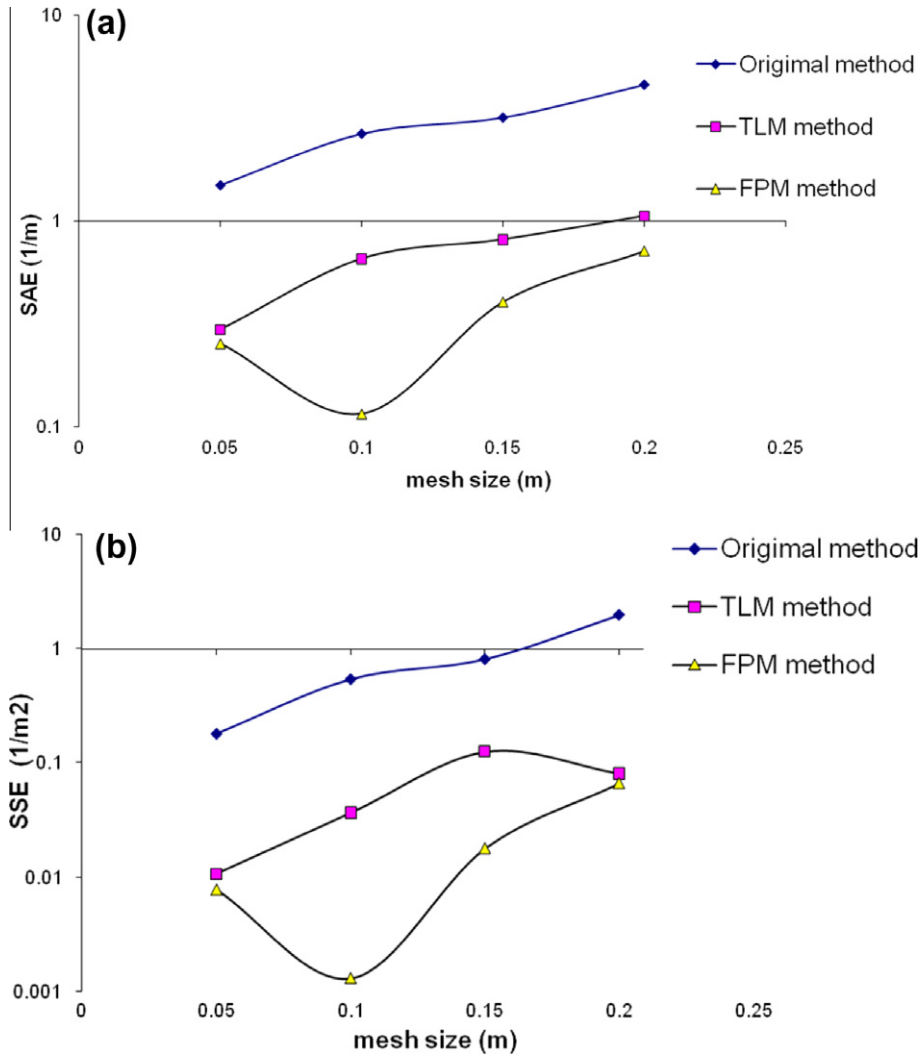 (a)
10
1
0.1
SAE (1/m)
0
0.05
0.1
0.15
0.2
0.25
mesh size (m)
Origimal method
TLM method
FPM method
(b)
10
1
0.1
0.01
0.001
SSE (1/m2)
0
0.05
0.1
0.15
0.2
0.25
mesh size (m)
Origimal method
TLM method
FPM method